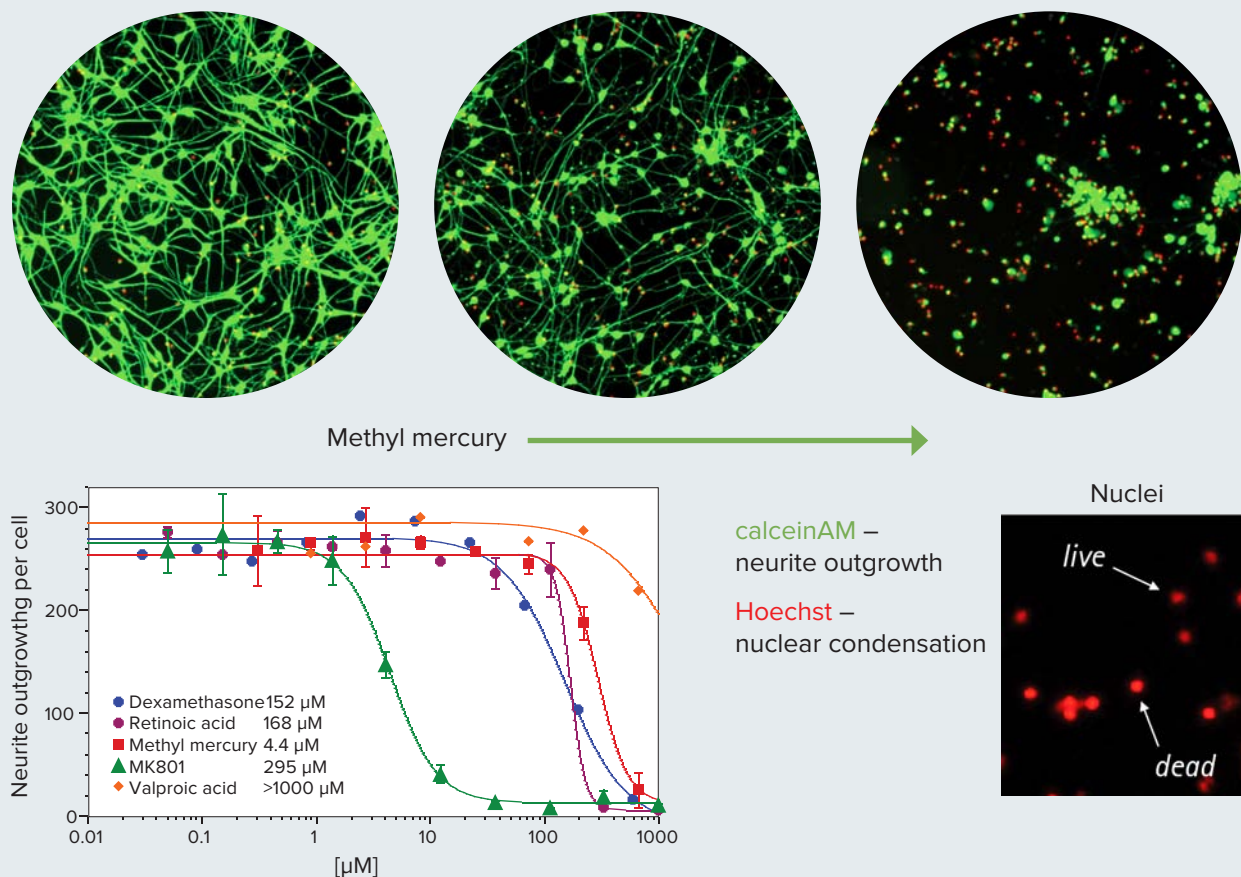 Methyl mercury
Neurite outgrowthg per cell
300
200
100
0
Dexamethasone 152 µM
Retinoic acid 168 µM
Methyl mercury 4.4 µM
MK801 295 µM
Valproic acid >1000 µM
0.01 0.1 1 10 100 1000
[µM]
calceinAM –
neurite outgrowth
Hoechst –
nuclear condensation
Nuclei
live
dead